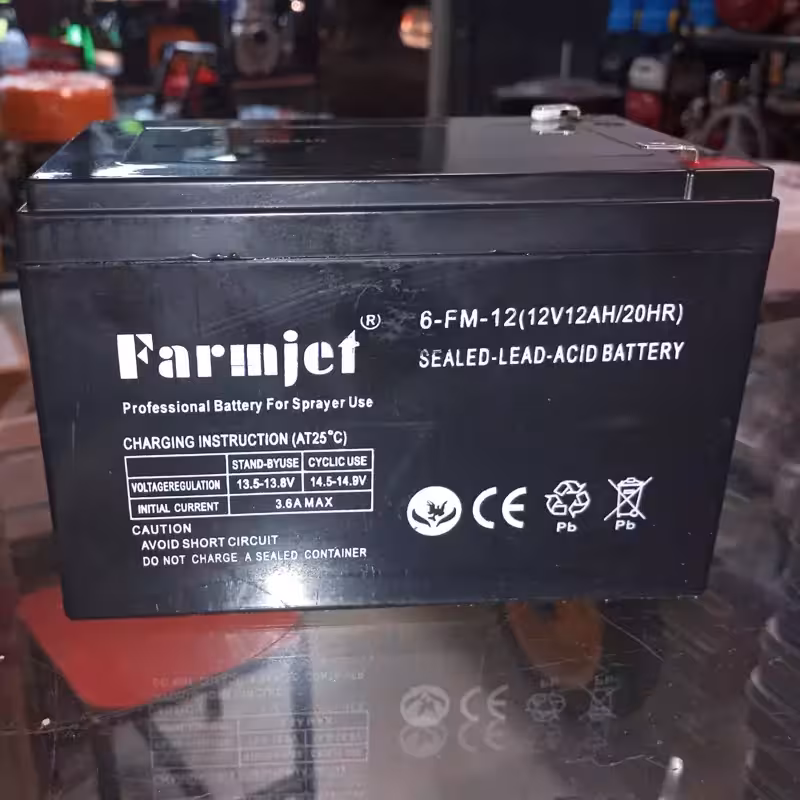 Farmjet®
6-FM-12(12V12AH/20HR)
SEALED-LEAD-ACID BATTERY
Professional Battery For Sprayer Use
CHARGING INSTRUCTION (AT25°C)
STAND-BYUSE CYCLIC USE
VOLTAGEREGULATION 13.5-13.8V 14.5-14.9V
INITIAL CURRENT 3.6A MAX
CAUTION
AVOID SHORT CIRCUIT
DO NOT CHARGE A SEALED CONTAINER
CE
Pb Pb